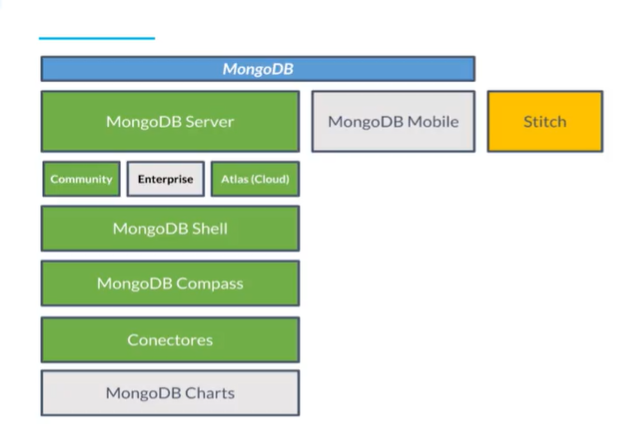 MongoDB
MongoDB Server
MongoDB Mobile
Stitch
Community
Enterprise
Atlas (Cloud)
MongoDB Shell
MongoDB Compass
Conectores
MongoDB Charts